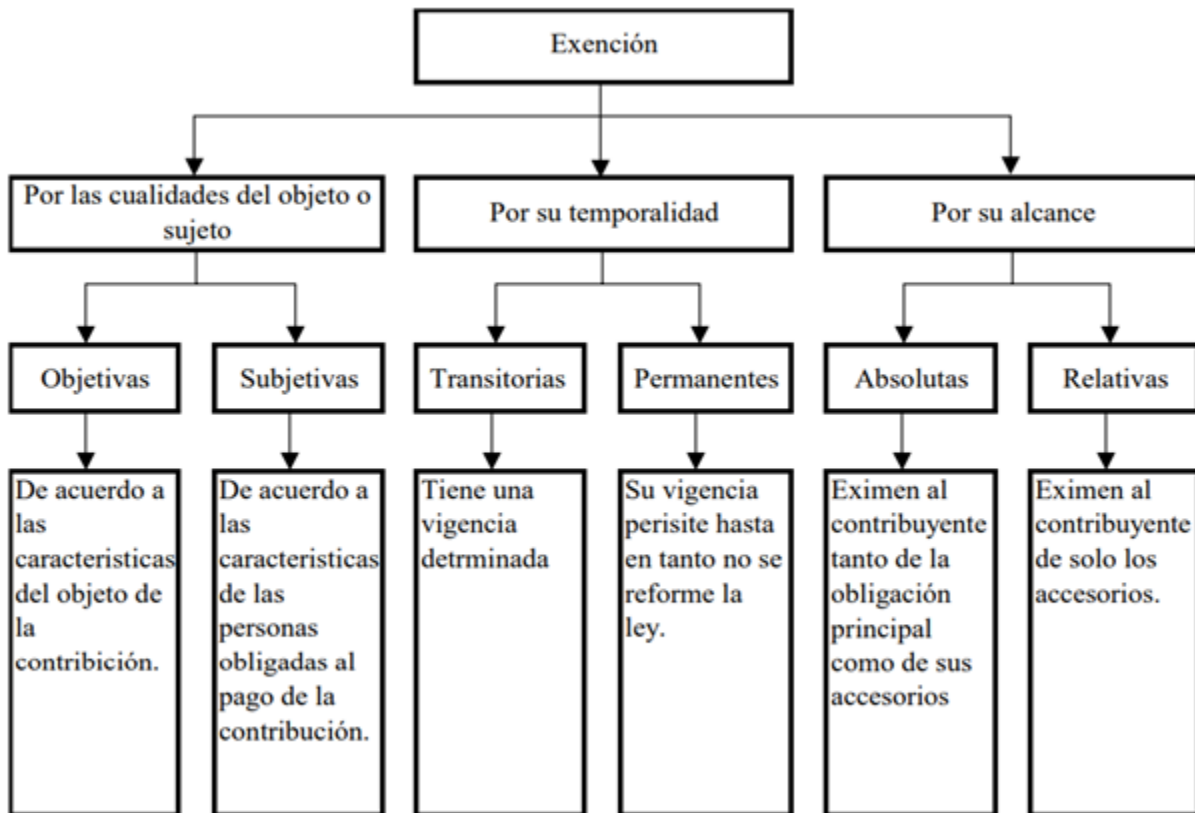 Exención
Por las cualidades del objeto o
sujeto
Por su temporalidad
Por su alcance
Objetivas
Subjetivas
Transitorias
Permanentes
Absolutas
Relativas
De acuerdo a
las
caracteristicas
del objeto de
la
contribición.
De acuerdo a
las
caracteristicas
de las
personas
obligadas al
pago de la
contribución.
Tiene una
vigencia
detrminada
Su vigencia
perisite hasta
en tanto no se
reforme la
ley.
Eximen al
contribuyente
tanto de la
obligación
principal
como de sus
accesorios
Eximen al
contribuyente
de solo los
accesorios.